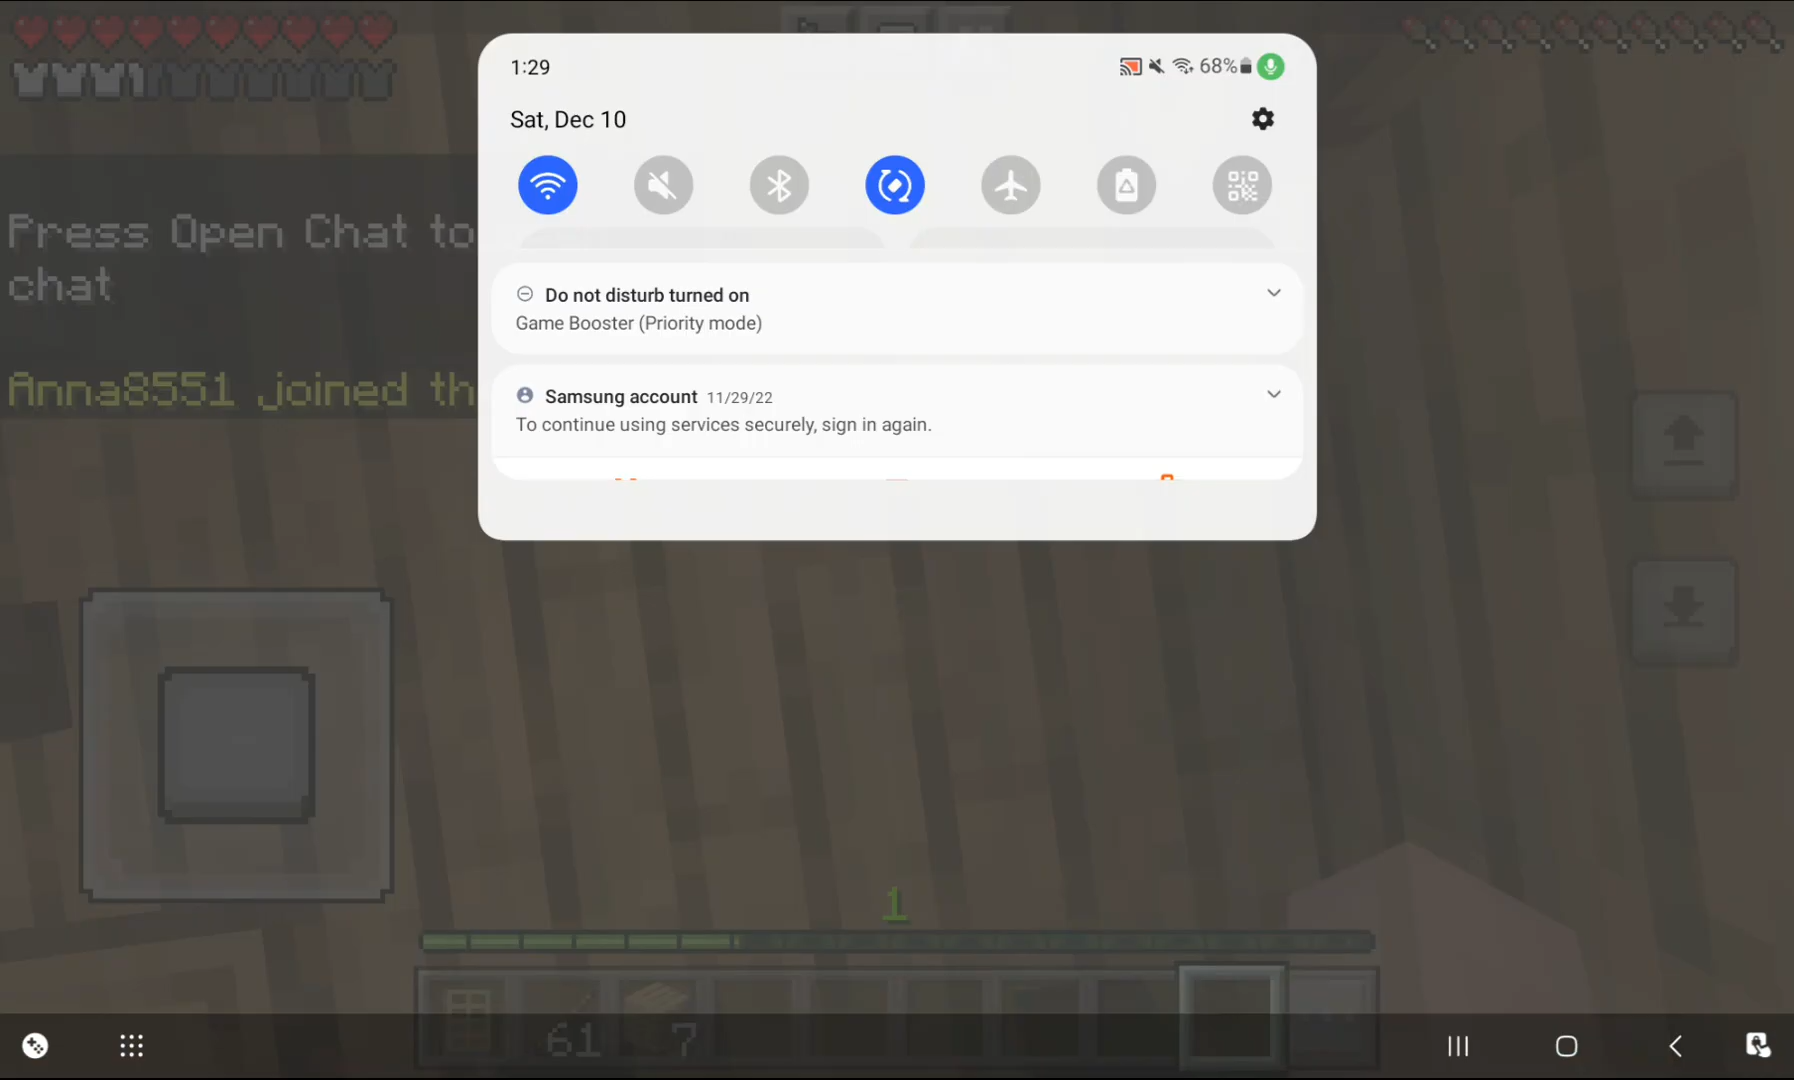 1:29
68%
Sat, Dec 10
Press Open Chat to
chat
Do not disturb turned on
Game Booster (Priority mode)
Anna8551 joined th
Samsung account 11/29/22
To continue using services securely, sign in again.
1
61
7